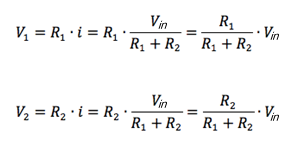 V₁ = R₁ · i = R₁ · Vin / (R₁ + R₂) = R₁ / (R₁ + R₂) · Vin
V₂ = R₂ · i = R₂ · Vin / (R₁ + R₂) = R₂ / (R₁ + R₂) · Vin